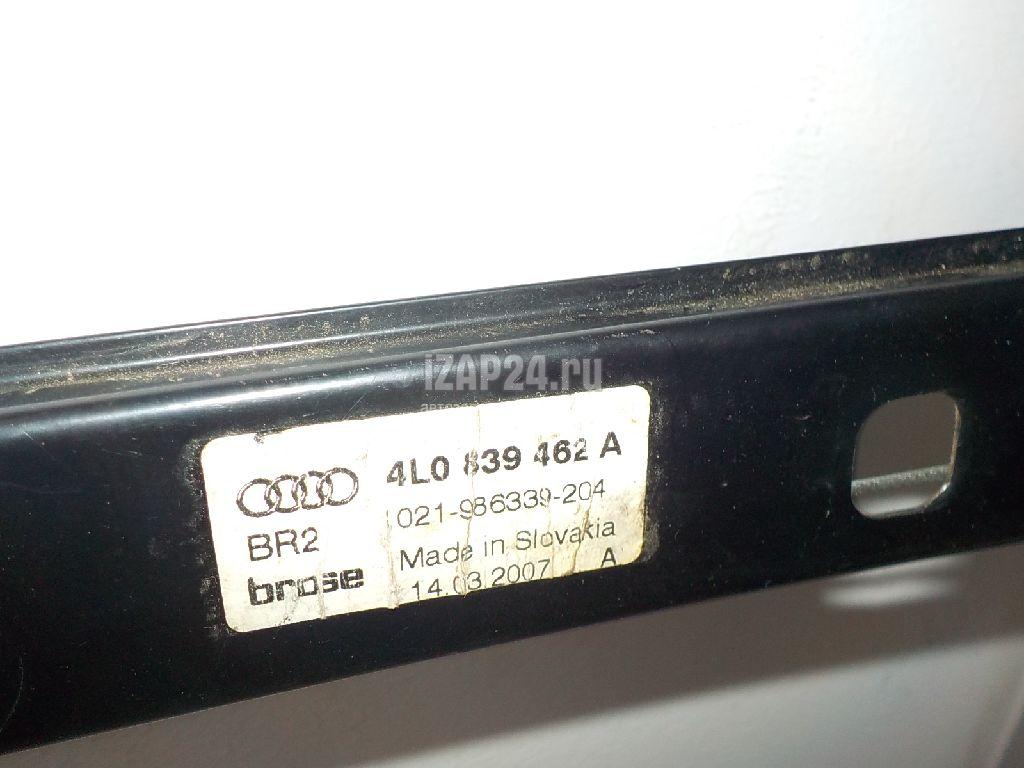 iZAP24.ru
4L0 839 462 A
021-986339-204
BR2
Made in Slovakia
brose
14.03.2007 A